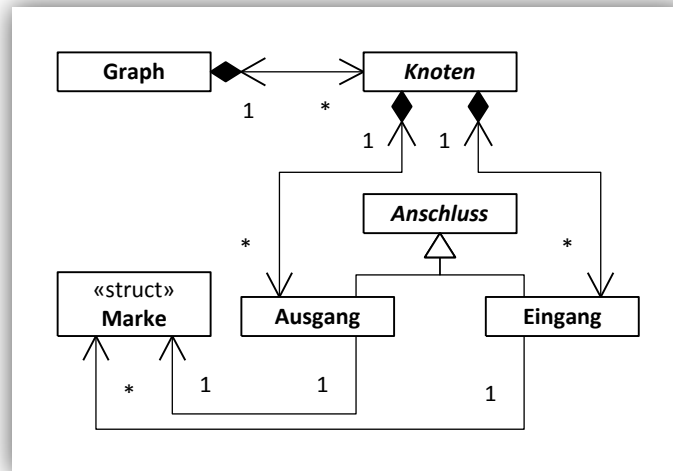 Graph
Knoten
1
*
1
1
Anschluss
*
*
«struct»
Marke
Ausgang
Eingang
*
1
1
1